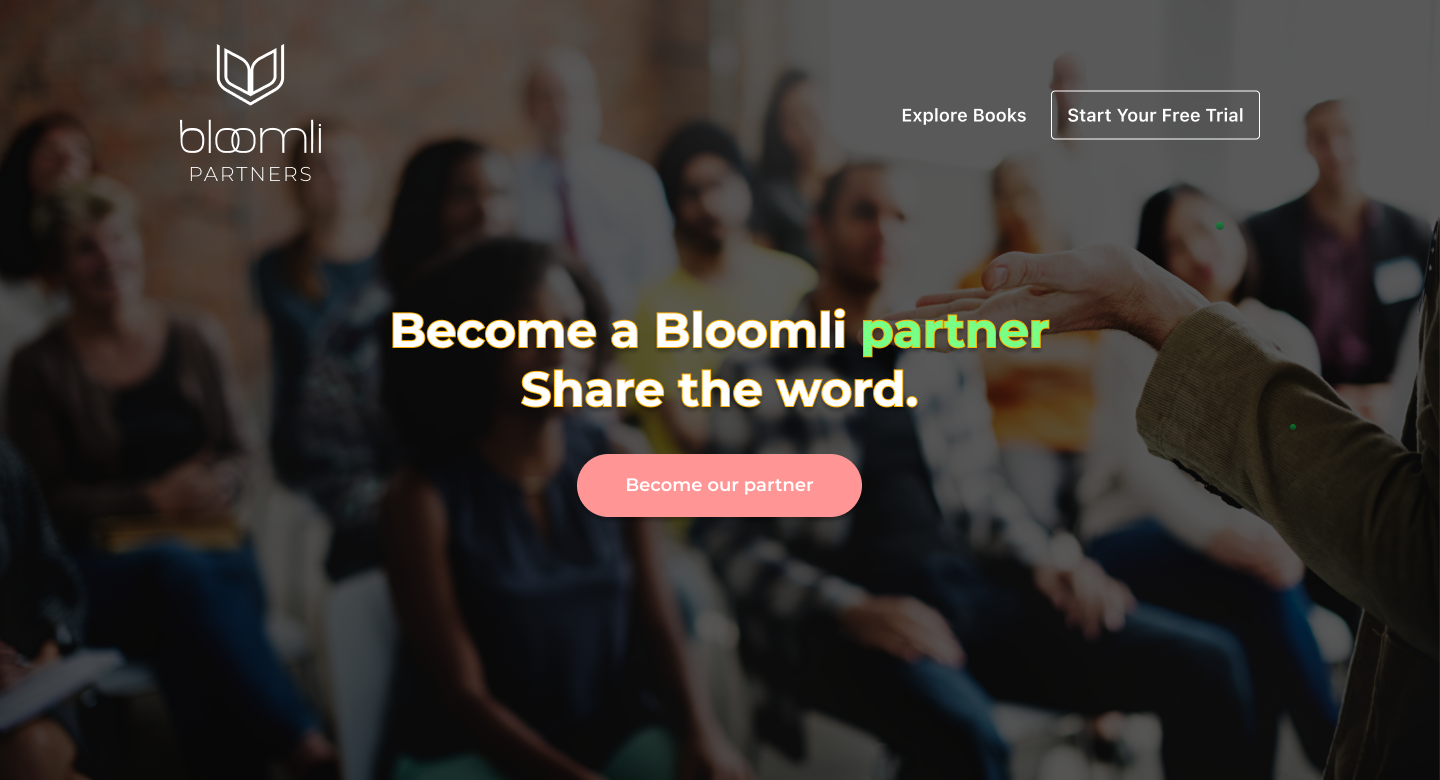 bloomli
PARTNERS
Explore Books
Start Your Free Trial
Become a Bloomli partner
Share the word.
Become our partner